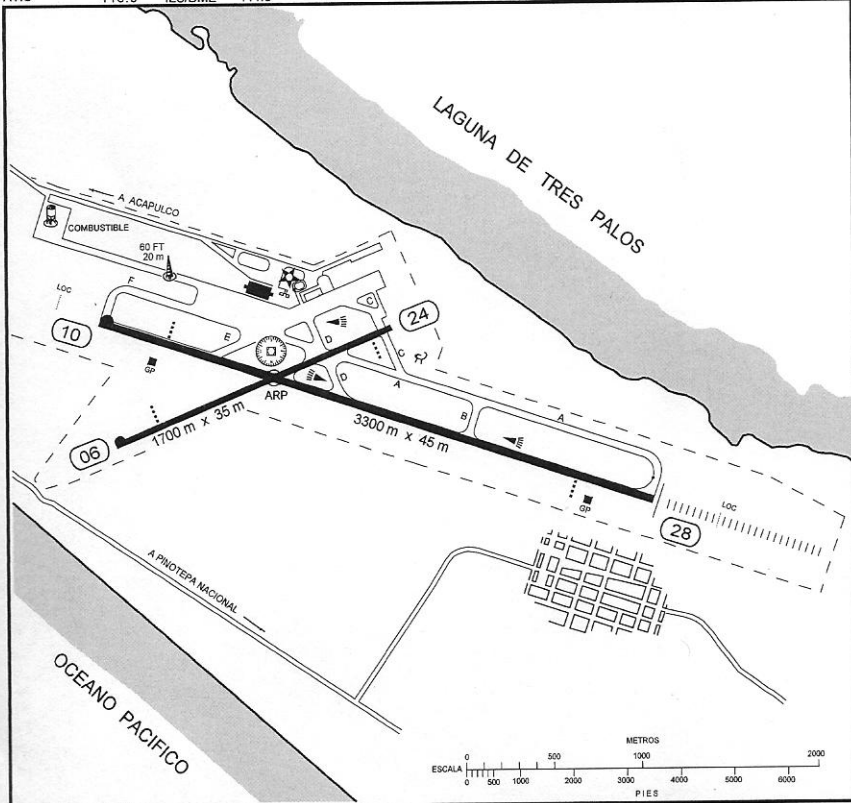 LAGUNA DE TRES PALOS
A ACAPULCO
COMBUSTIBLE
60 FT
20 m
LOC
F
C
10
24
E
D
C
GP
ARP
D
A
B
A
1700 m x 35 m
3300 m x 45 m
06
GP
LOC
28
A PINOTEPA NACIONAL
OCEANO PACIFICO
METROS
0 500 1000 2000
ESCALA
0 500 1000 2000 3000 4000 5000 6000
PIES